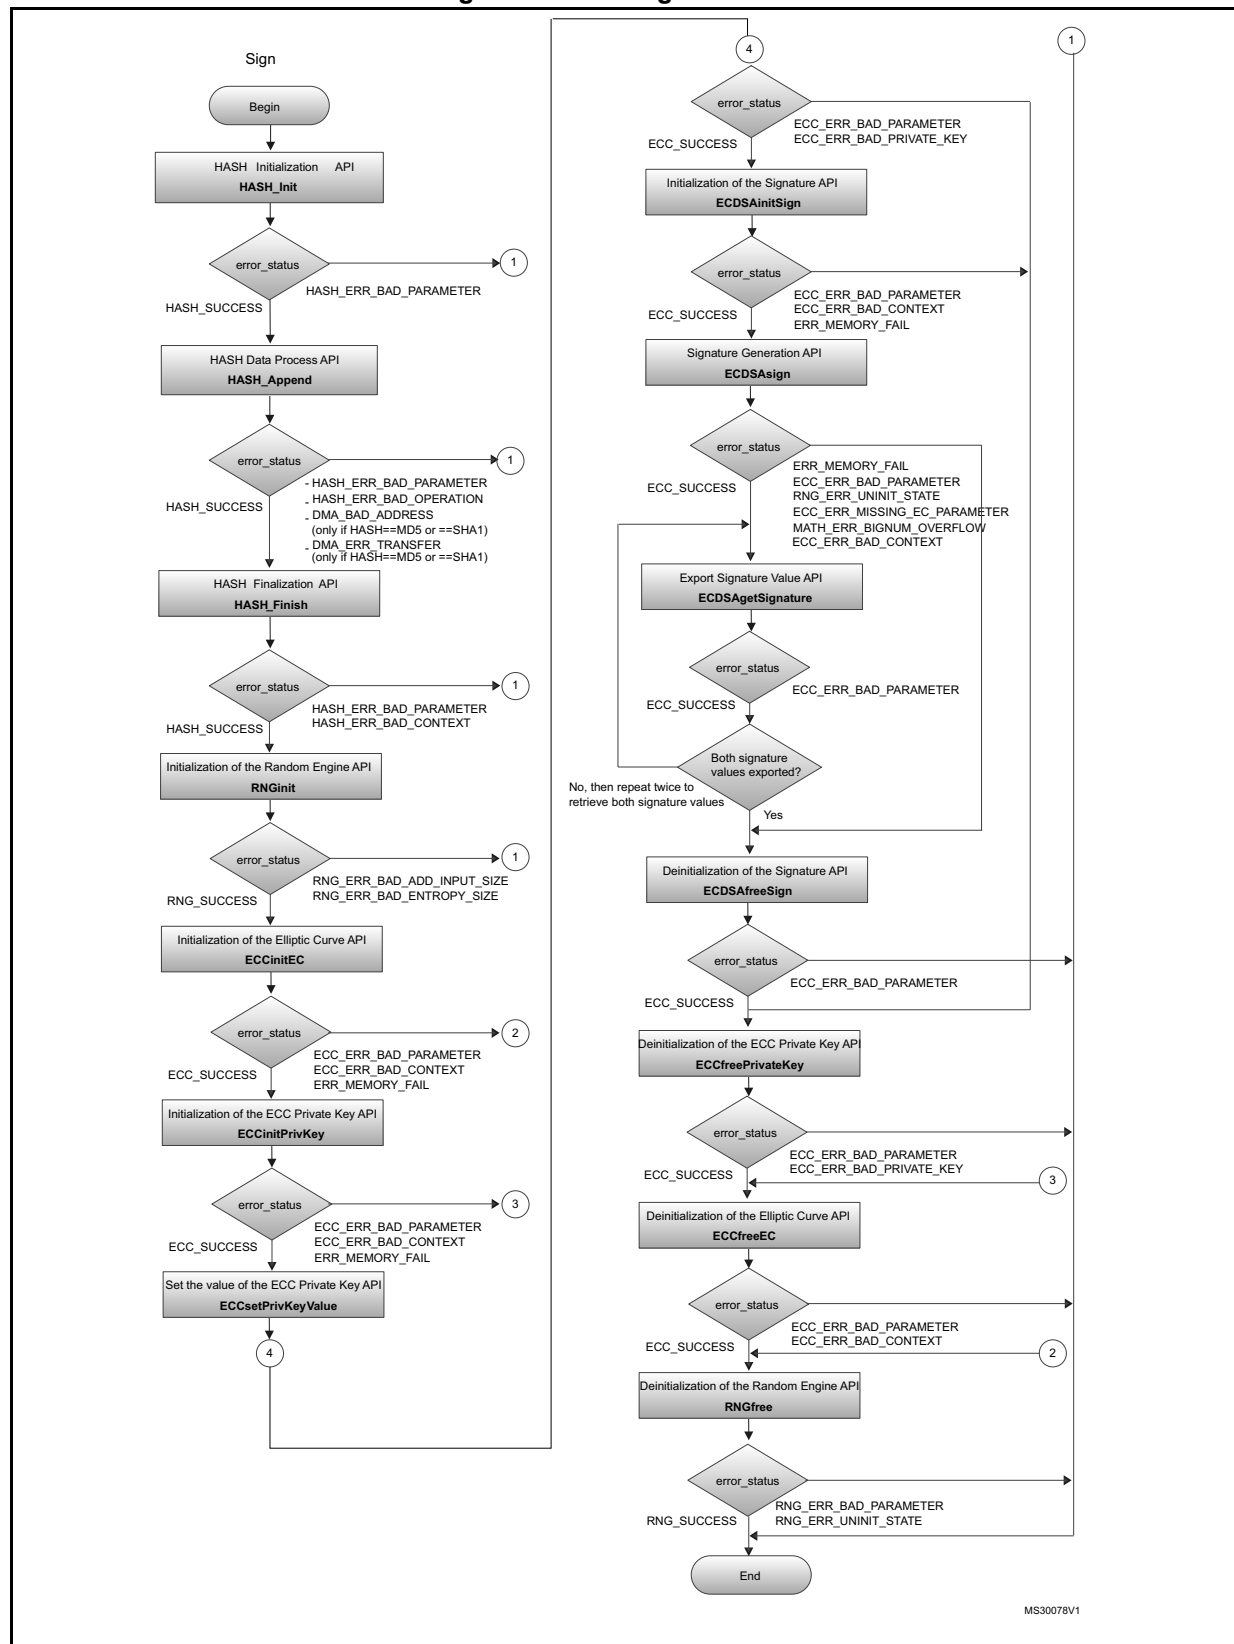 Sign
Begin
HASH Initialization API
HASH_Init
error_status
1
HASH_ERR_BAD_PARAMETER
HASH_SUCCESS
HASH Data Process API
HASH_Append
error_status
1
- HASH_ERR_BAD_PARAMETER
- HASH_ERR_BAD_OPERATION
HASH_SUCCESS
- DMA_BAD_ADDRESS
(only if HASH==MD5 or ==SHA1)
- DMA_ERR_TRANSFER
(only if HASH==MD5 or ==SHA1)
HASH Finalization API
HASH_Finish
error_status
1
HASH_ERR_BAD_PARAMETER
HASH_ERR_BAD_CONTEXT
HASH_SUCCESS
Initialization of the Random Engine API
RNGinit
error_status
1
RNG_ERR_BAD_ADD_INPUT_SIZE
RNG_ERR_BAD_ENTROPY_SIZE
RNG_SUCCESS
Initialization of the Elliptic Curve API
ECCinitEC
error_status
2
ECC_ERR_BAD_PARAMETER
ECC_ERR_BAD_CONTEXT
ERR_MEMORY_FAIL
ECC_SUCCESS
Initialization of the ECC Private Key API
ECCinitPrivKey
error_status
3
ECC_ERR_BAD_PARAMETER
ECC_ERR_BAD_CONTEXT
ERR_MEMORY_FAIL
ECC_SUCCESS
Set the value of the ECC Private Key API
ECCsetPrivKeyValue
4
4
1
error_status
ECC_ERR_BAD_PARAMETER
ECC_ERR_BAD_PRIVATE_KEY
ECC_SUCCESS
Initialization of the Signature API
ECDSAinitSign
error_status
ECC_ERR_BAD_PARAMETER
ECC_ERR_BAD_CONTEXT
ERR_MEMORY_FAIL
ECC_SUCCESS
Signature Generation API
ECDSAsign
error_status
ERR_MEMORY_FAIL
ECC_ERR_BAD_PARAMETER
RNG_ERR_UNINIT_STATE
ECC_ERR_MISSING_EC_PARAMETER
MATH_ERR_BIGNUM_OVERFLOW
ECC_ERR_BAD_CONTEXT
ECC_SUCCESS
Export Signature Value API
ECDSAgetSignature
error_status
ECC_ERR_BAD_PARAMETER
ECC_SUCCESS
Both signature
values exported?
No, then repeat twice to
retrieve both signature values
Yes
Deinitialization of the Signature API
ECDSAfreeSign
error_status
ECC_ERR_BAD_PARAMETER
ECC_SUCCESS
Deinitialization of the ECC Private Key API
ECCfreePrivateKey
error_status
ECC_ERR_BAD_PARAMETER
ECC_ERR_BAD_PRIVATE_KEY
ECC_SUCCESS
3
Deinitialization of the Elliptic Curve API
ECCfreeEC
error_status
ECC_ERR_BAD_PARAMETER
ECC_ERR_BAD_CONTEXT
ECC_SUCCESS
2
Deinitialization of the Random Engine API
RNGfree
error_status
RNG_ERR_BAD_PARAMETER
RNG_ERR_UNINIT_STATE
RNG_SUCCESS
End
MS30078V1